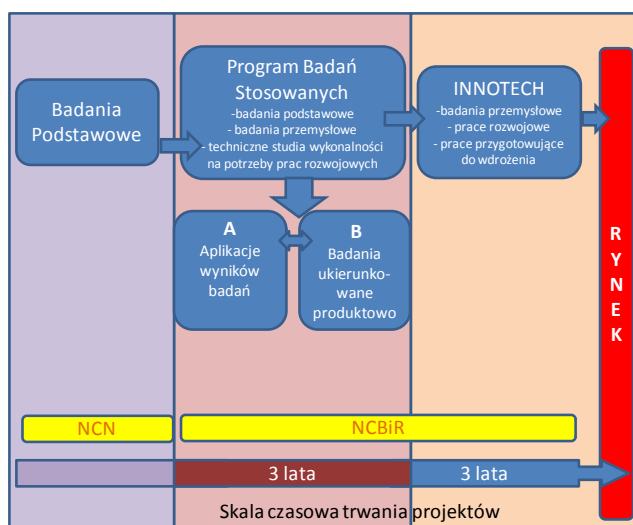 Badania
Podstawowe
Program Badań
Stosowanych
-badania podstawowe
- badania przemysłowe
- techniczne studia wykonalności
na potrzeby prac rozwojowych
INNOTECH
-badania przemysłowe
- prace rozwojowe
- prace przygotowujące
do wdrożenia
A
Aplikacje
wyników
badań
B
Badania
ukierunko-
wane
produktowo
R
Y
N
E
K
NCN
NCBiR
3 lata
3 lata
Skala czasowa trwania projektów